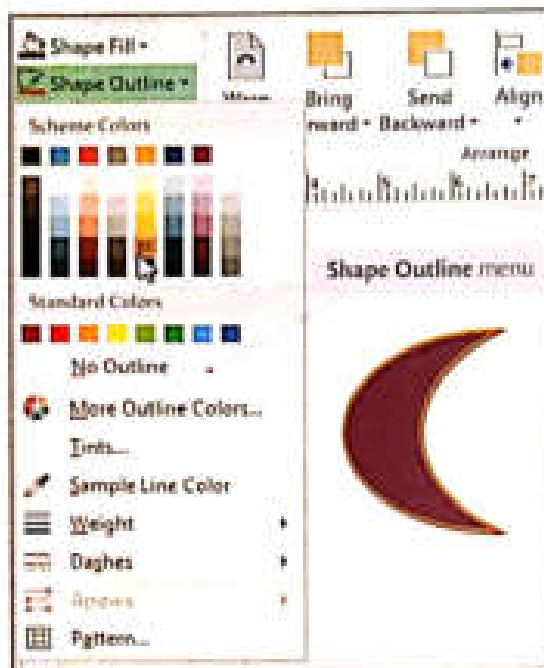 Shape Fill
Shape Outline
Bring
Send
Align
Backward
Arrange
Scheme Colors
Shape Outline menu
Standard Colors
No Outline
More Outline Colors...
Tints...
Sample Line Color
Weight
Dashes
Arrows
Pattern...